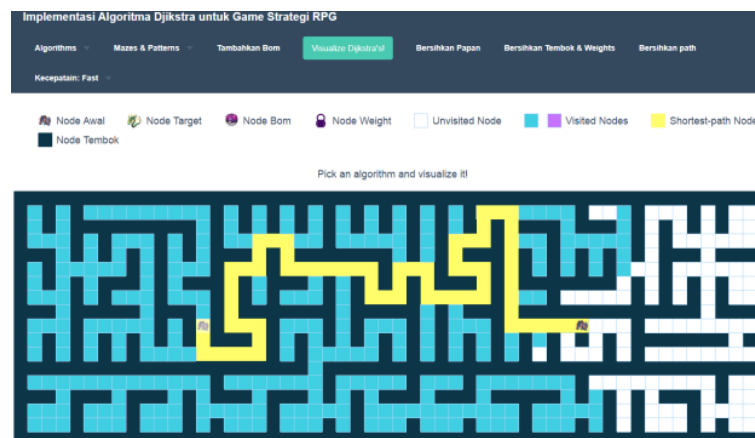 Implementasi Algoritma Djikstra untuk Game Strategi RPG
Algorithms Mazes & Patterns Tambahkan Bom Visualize Dijkstra's! Bersihkan Papan Bersihkan Tembok & Weights Bersihkan path
Kecepatain: Fast
Node Awal Node Target Node Bom Node Weight Unvisited Node Visited Nodes Shortest-path Node
Node Tembok
Pick an algorithm and visualize it!